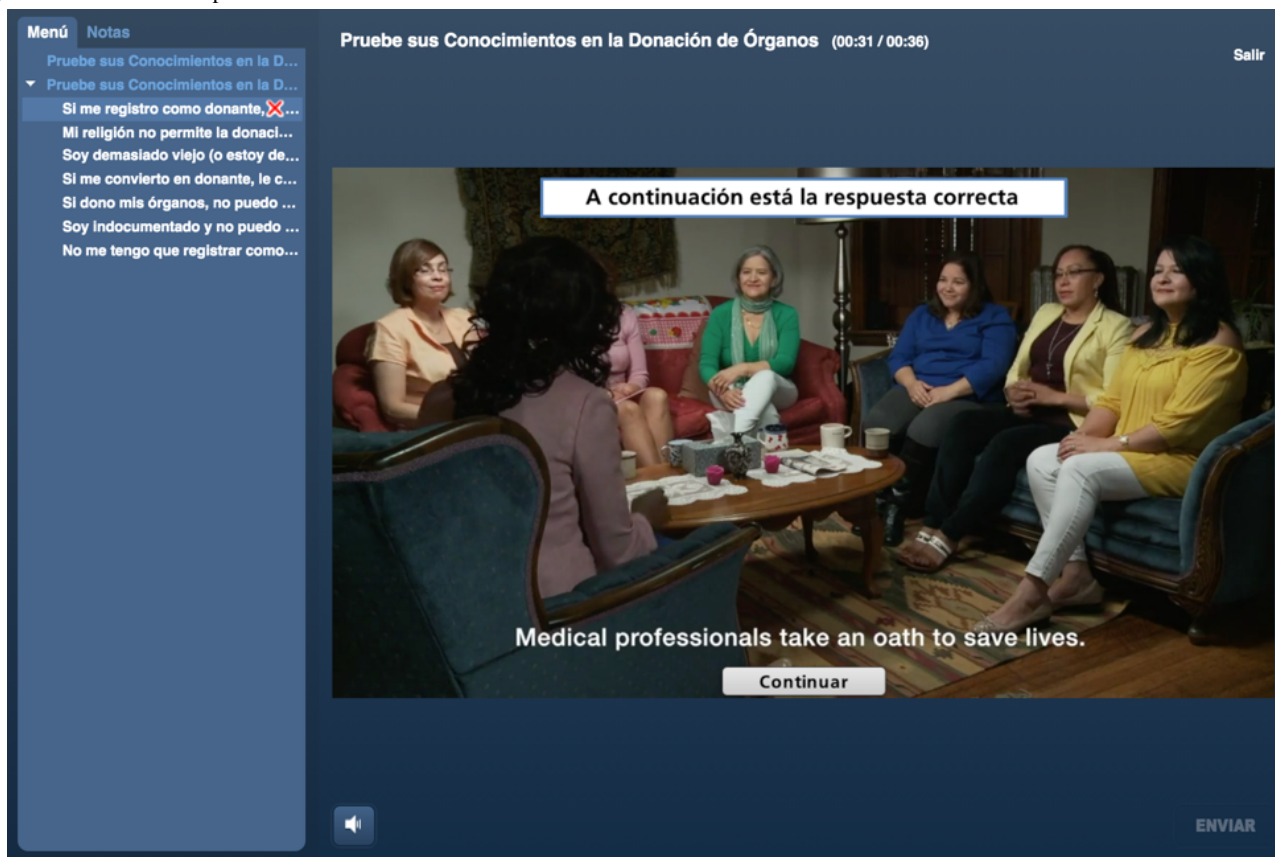 Menú Notas
Pruebe sus Conocimientos en la D...
Pruebe sus Conocimientos en la D...
Si me registro como donante, ...
Mi religión no permite la donaci...
Soy demasiado viejo (o estoy de...
Si me convierto en donante, le c...
Si dono mis órganos, no puedo ...
Soy indocumentado y no puedo ...
No me tengo que registrar como...
Pruebe sus Conocimientos en la Donación de Órganos (00:31 / 00:36)
Salir
A continuación está la respuesta correcta
Medical professionals take an oath to save lives.
Continuar
ENVIAR